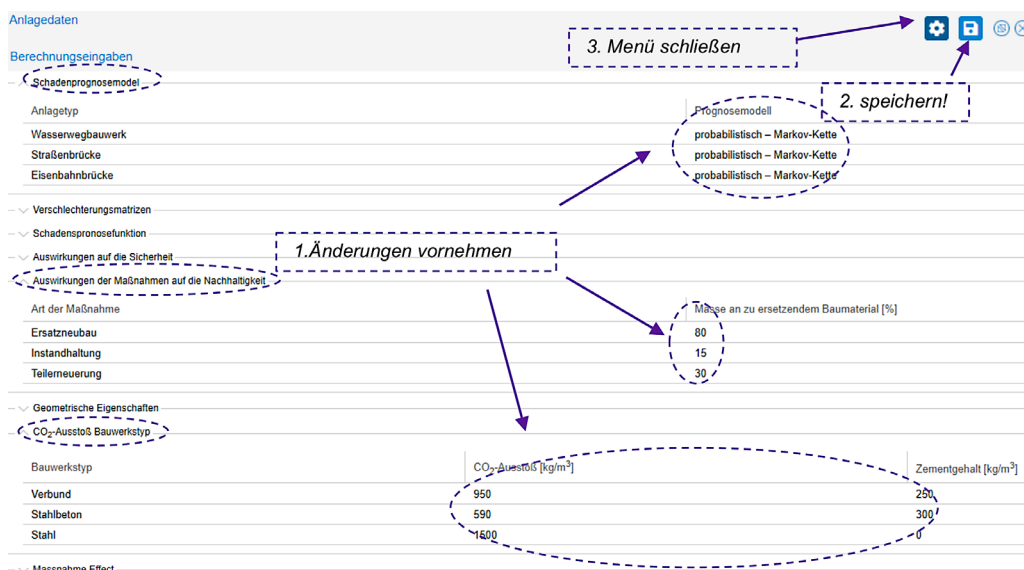 Anlagedaten
3. Menü schließen
Berechnungseingaben
Schadenprognosemodel
2. speichern!
Anlagetyp Prognosemodell
Wasserwegbauwerk probabilistisch – Markov-Kette
Straßenbrücke probabilistisch – Markov-Kette
Eisenbahnbrücke probabilistisch – Markov-Kette
Verschlechterungsmatrizen
Schadenspronosefunktion
1.Änderungen vornehmen
Auswirkungen auf die Sicherheit
Auswirkungen der Maßnahmen auf die Nachhaltigkeit
Art der Maßnahme Masse an zu ersetzendem Baumaterial [%]
Ersatzneubau 80
Instandhaltung 15
Teilerneuerung 30
Geometrische Eigenschaften
CO₂-Ausstoß Bauwerkstyp
Bauwerkstyp CO₂-Ausstoß [kg/m³] Zementgehalt [kg/m³]
Verbund 950 250
Stahlbeton 590 300
Stahl 1500 0
Massnahme Effect